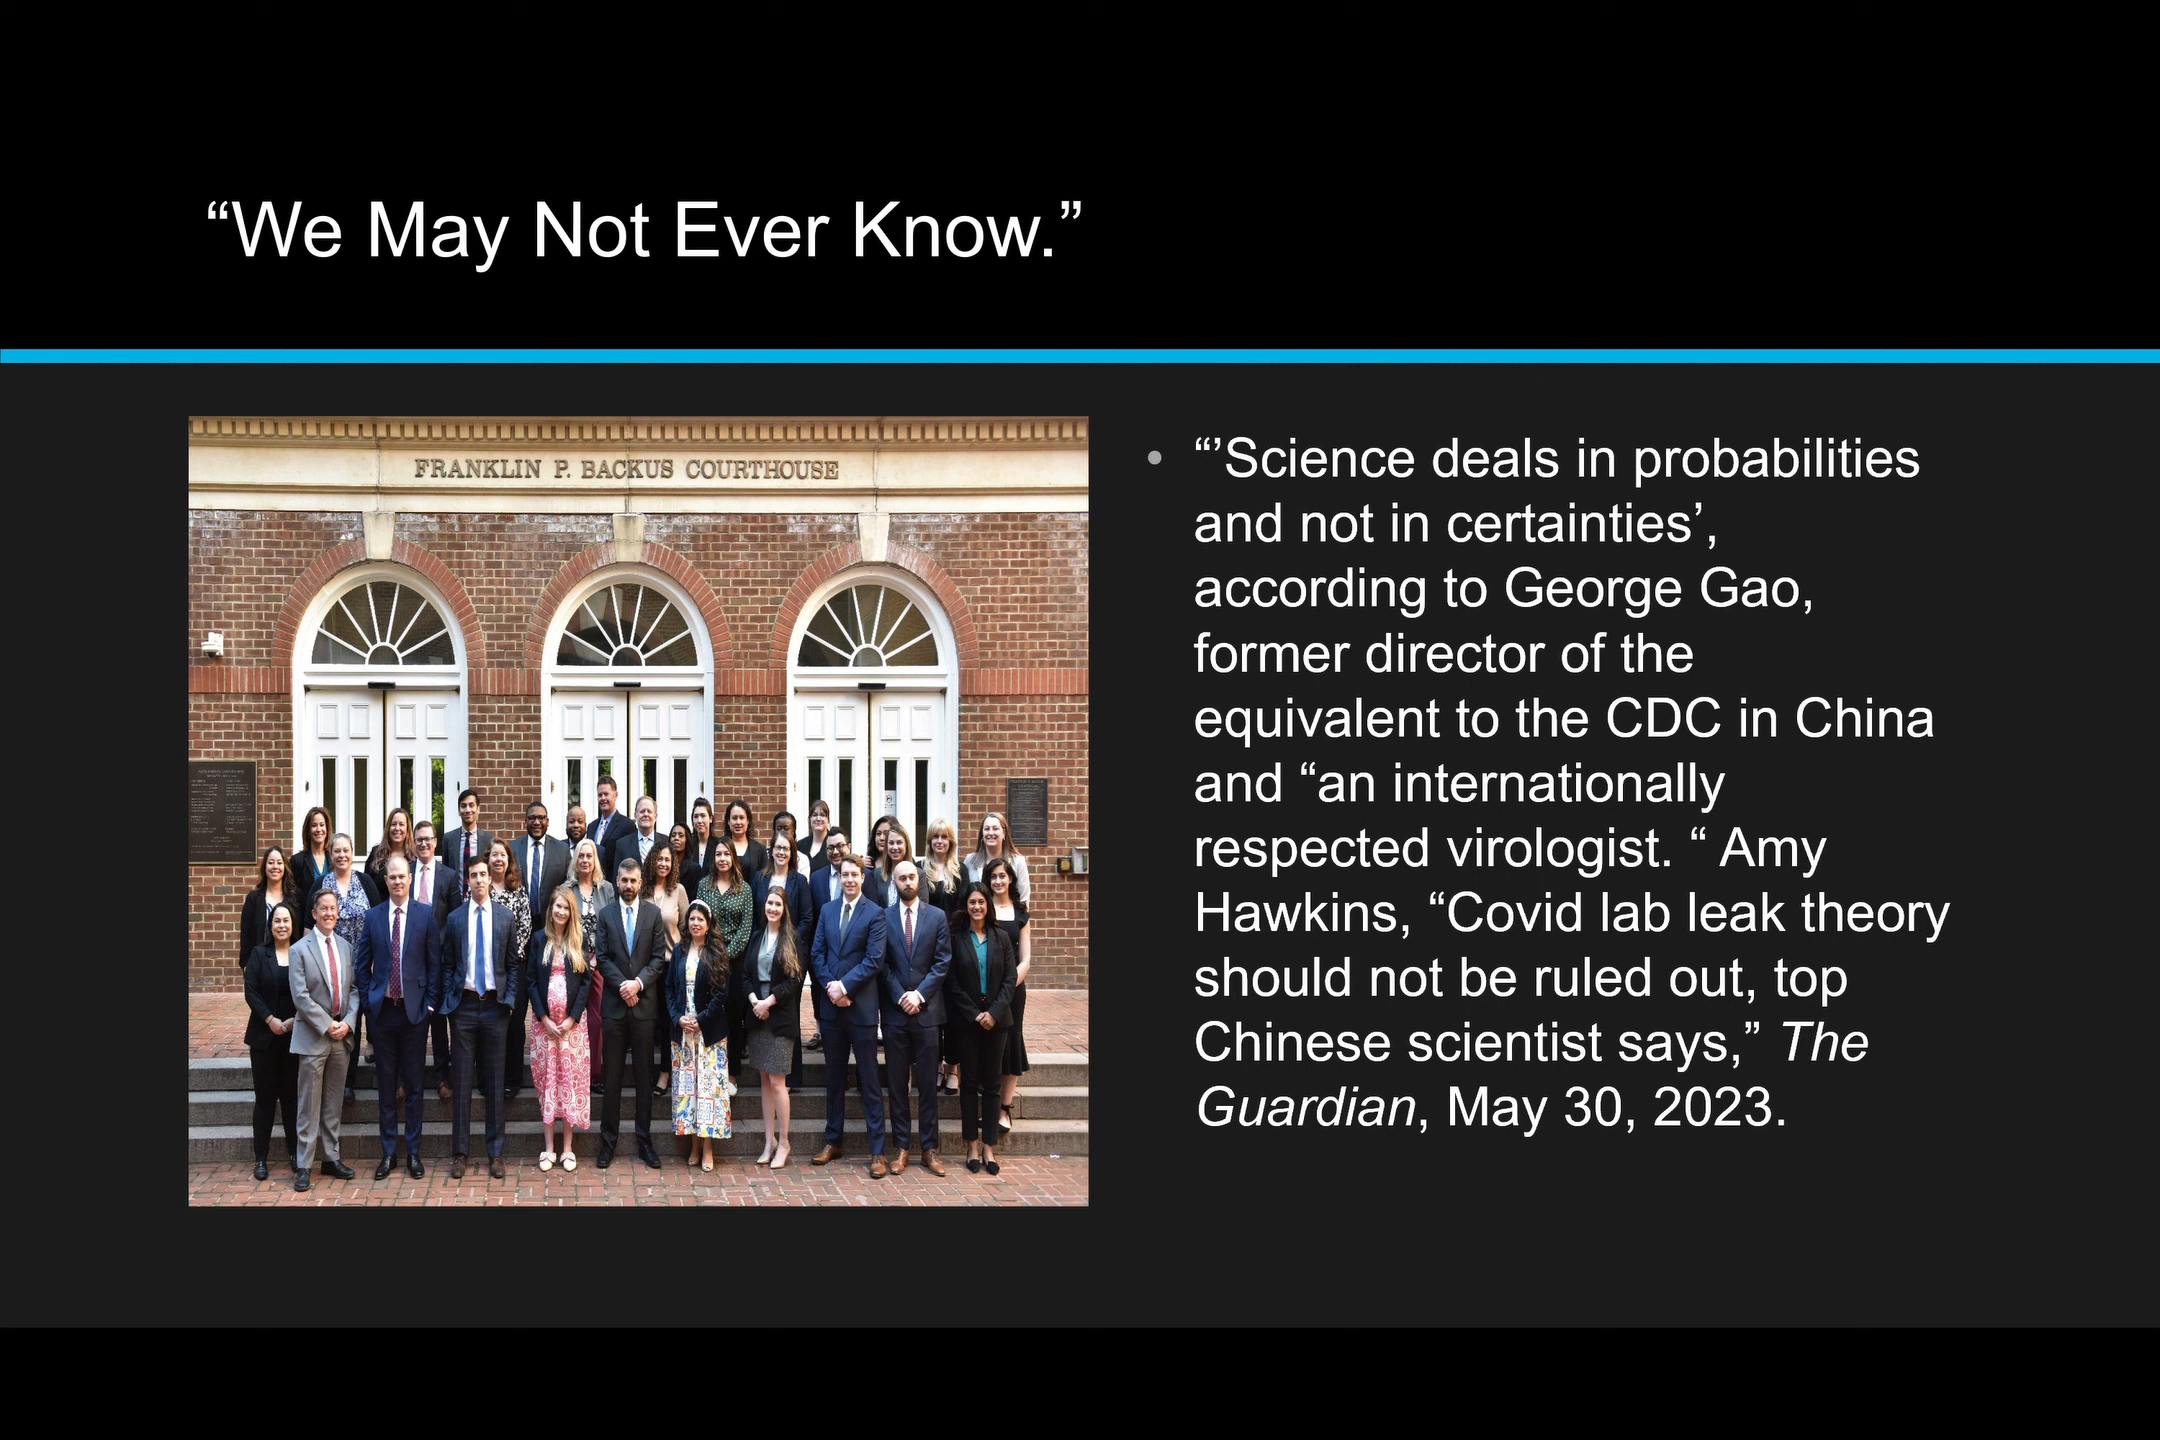 “We May Not Ever Know.”
FRANKLIN P. BACKUS COURTHOUSE
• “’Science deals in probabilities
and not in certainties’,
according to George Gao,
former director of the
equivalent to the CDC in China
and “an internationally
respected virologist. “ Amy
Hawkins, “Covid lab leak theory
should not be ruled out, top
Chinese scientist says,” The
Guardian, May 30, 2023.